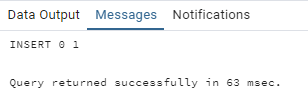 Data Output Messages Notifications
INSERT 0 1
Query returned successfully in 63 msec.